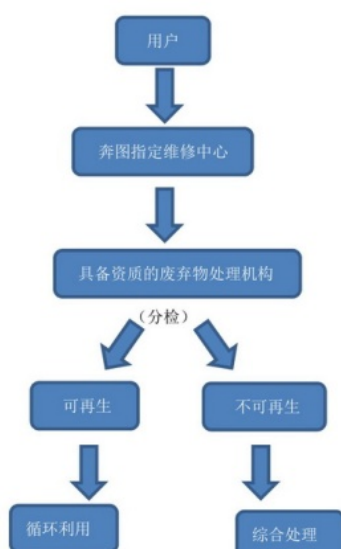 用户
奔图指定维修中心
具备资质的废弃物处理机构
（分检）
可再生
不可再生
循环利用
综合处理